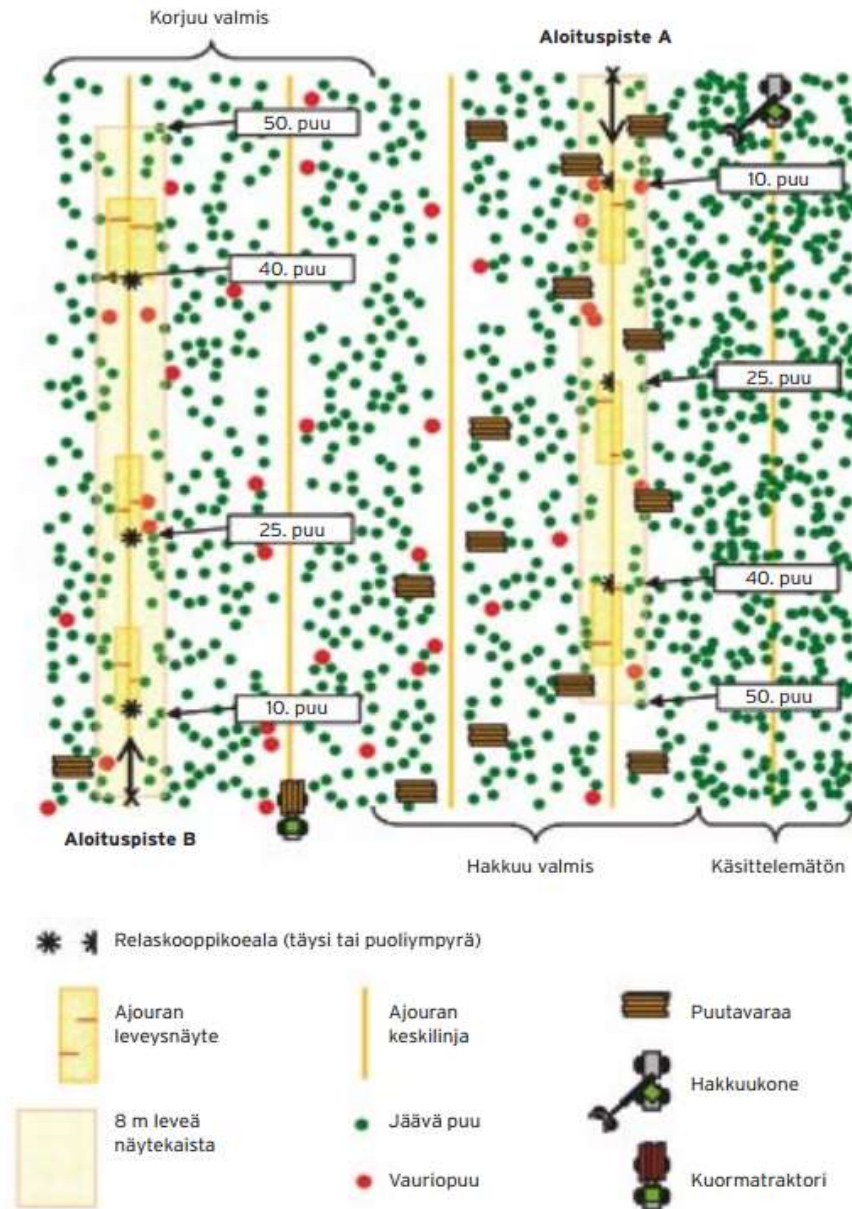 Korjuu valmis
Aloituspiste A
50. puu
10. puu
40. puu
25. puu
25. puu
40. puu
10. puu
50. puu
Aloituspiste B
Hakkuu valmis
Käsittelemätön
Relaskooppikoeala (täysi tai puoliympyrä)
Ajouran
leveysnäyte
Ajouran
keskilinja
Puutavaraa
Hakkuukone
8 m leveä
näytekaista
Jäävä puu
Vauriopuu
Kuormatraktori